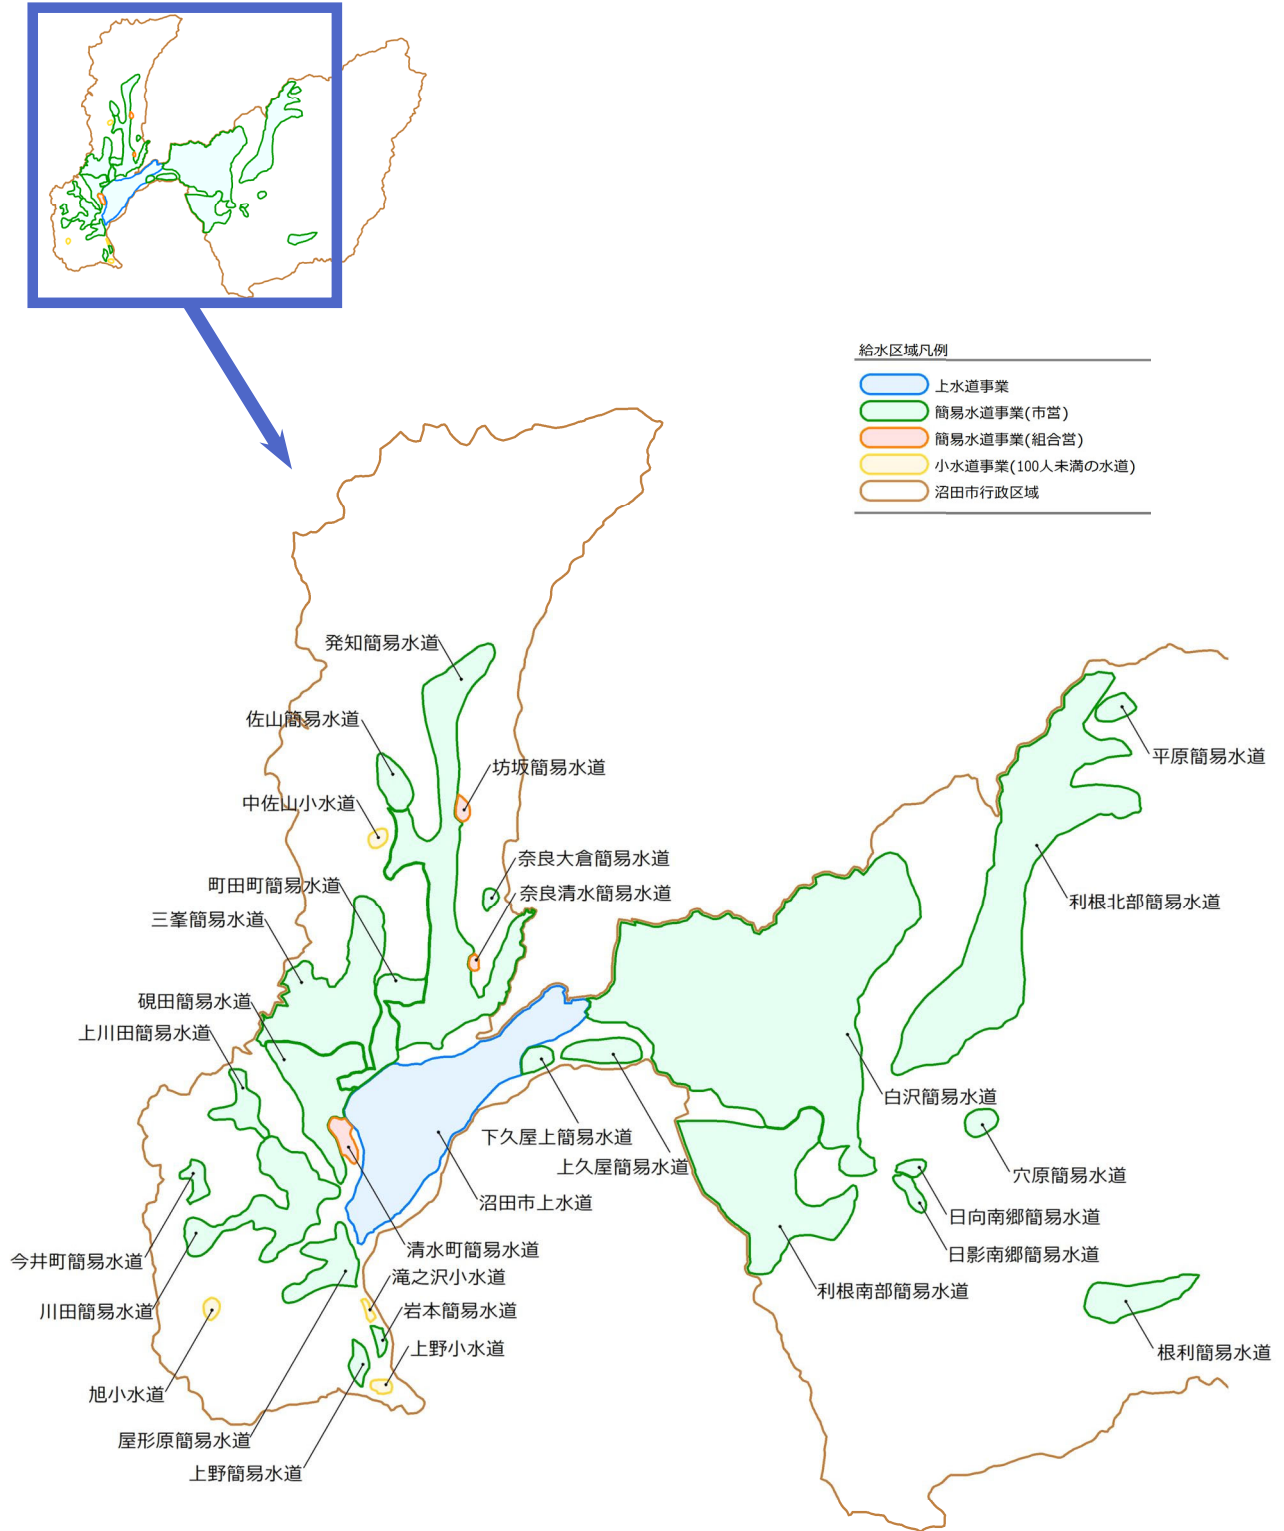 給水区域凡例
上水道事業
簡易水道事業(市営)
簡易水道事業(組合営)
小水道事業(100人未満の水道)
沼田市行政区域
発知簡易水道
佐山簡易水道
坊坂簡易水道
平原簡易水道
中佐山小水道
奈良大倉簡易水道
町田町簡易水道
奈良清水簡易水道
利根北部簡易水道
三峯簡易水道
硯田簡易水道
上川田簡易水道
白沢簡易水道
下久屋上簡易水道
上久屋簡易水道
穴原簡易水道
沼田市上水道
日向南郷簡易水道
清水町簡易水道
日影南郷簡易水道
今井町簡易水道
滝之沢小水道
利根南部簡易水道
川田簡易水道
岩本簡易水道
上野小水道
根利簡易水道
旭小水道
屋形原簡易水道
上野簡易水道